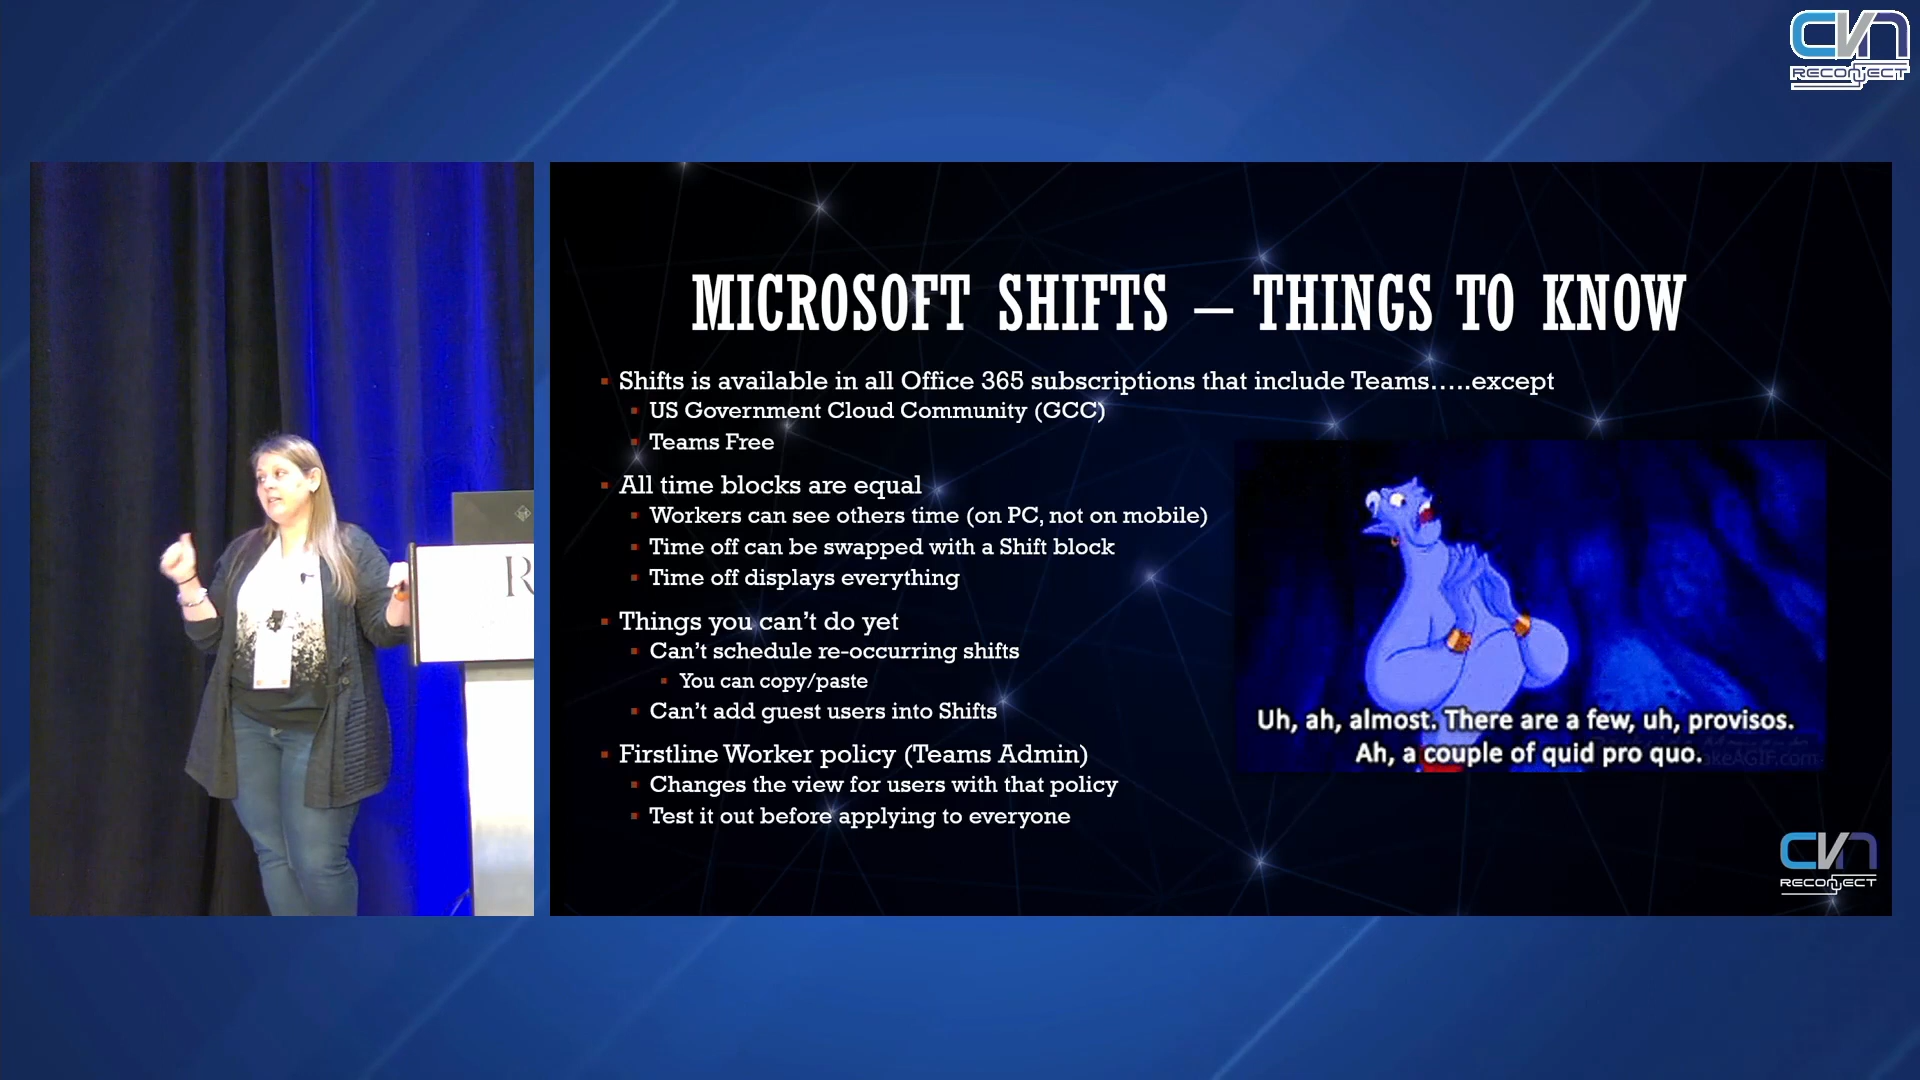 CVN
RECONNECT
MICROSOFT SHIFTS – THINGS TO KNOW
Shifts is available in all Office 365 subscriptions that include Teams.....except
US Government Cloud Community (GCC)
Teams Free
All time blocks are equal
Workers can see others time (on PC, not on mobile)
Time off can be swapped with a Shift block
Time off displays everything
Things you can't do yet
Can't schedule re-occurring shifts
You can copy/paste
Can't add guest users into Shifts
Firstline Worker policy (Teams Admin)
Changes the view for users with that policy
Test it out before applying to everyone
Uh, ah, almost. There are a few, uh, provisos.
Ah, a couple of quid pro quo.
R
CVN
RECONNECT